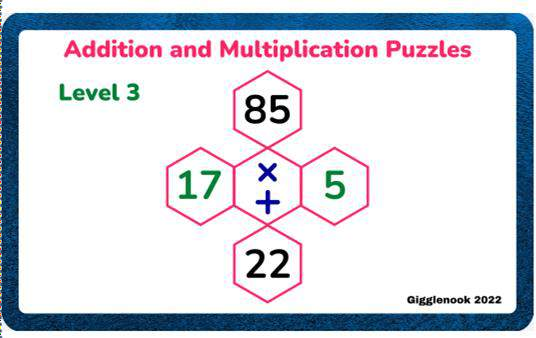 Addition and Multiplication Puzzles
Level 3
85
17 × 5
+
22
Gigglenook 2022